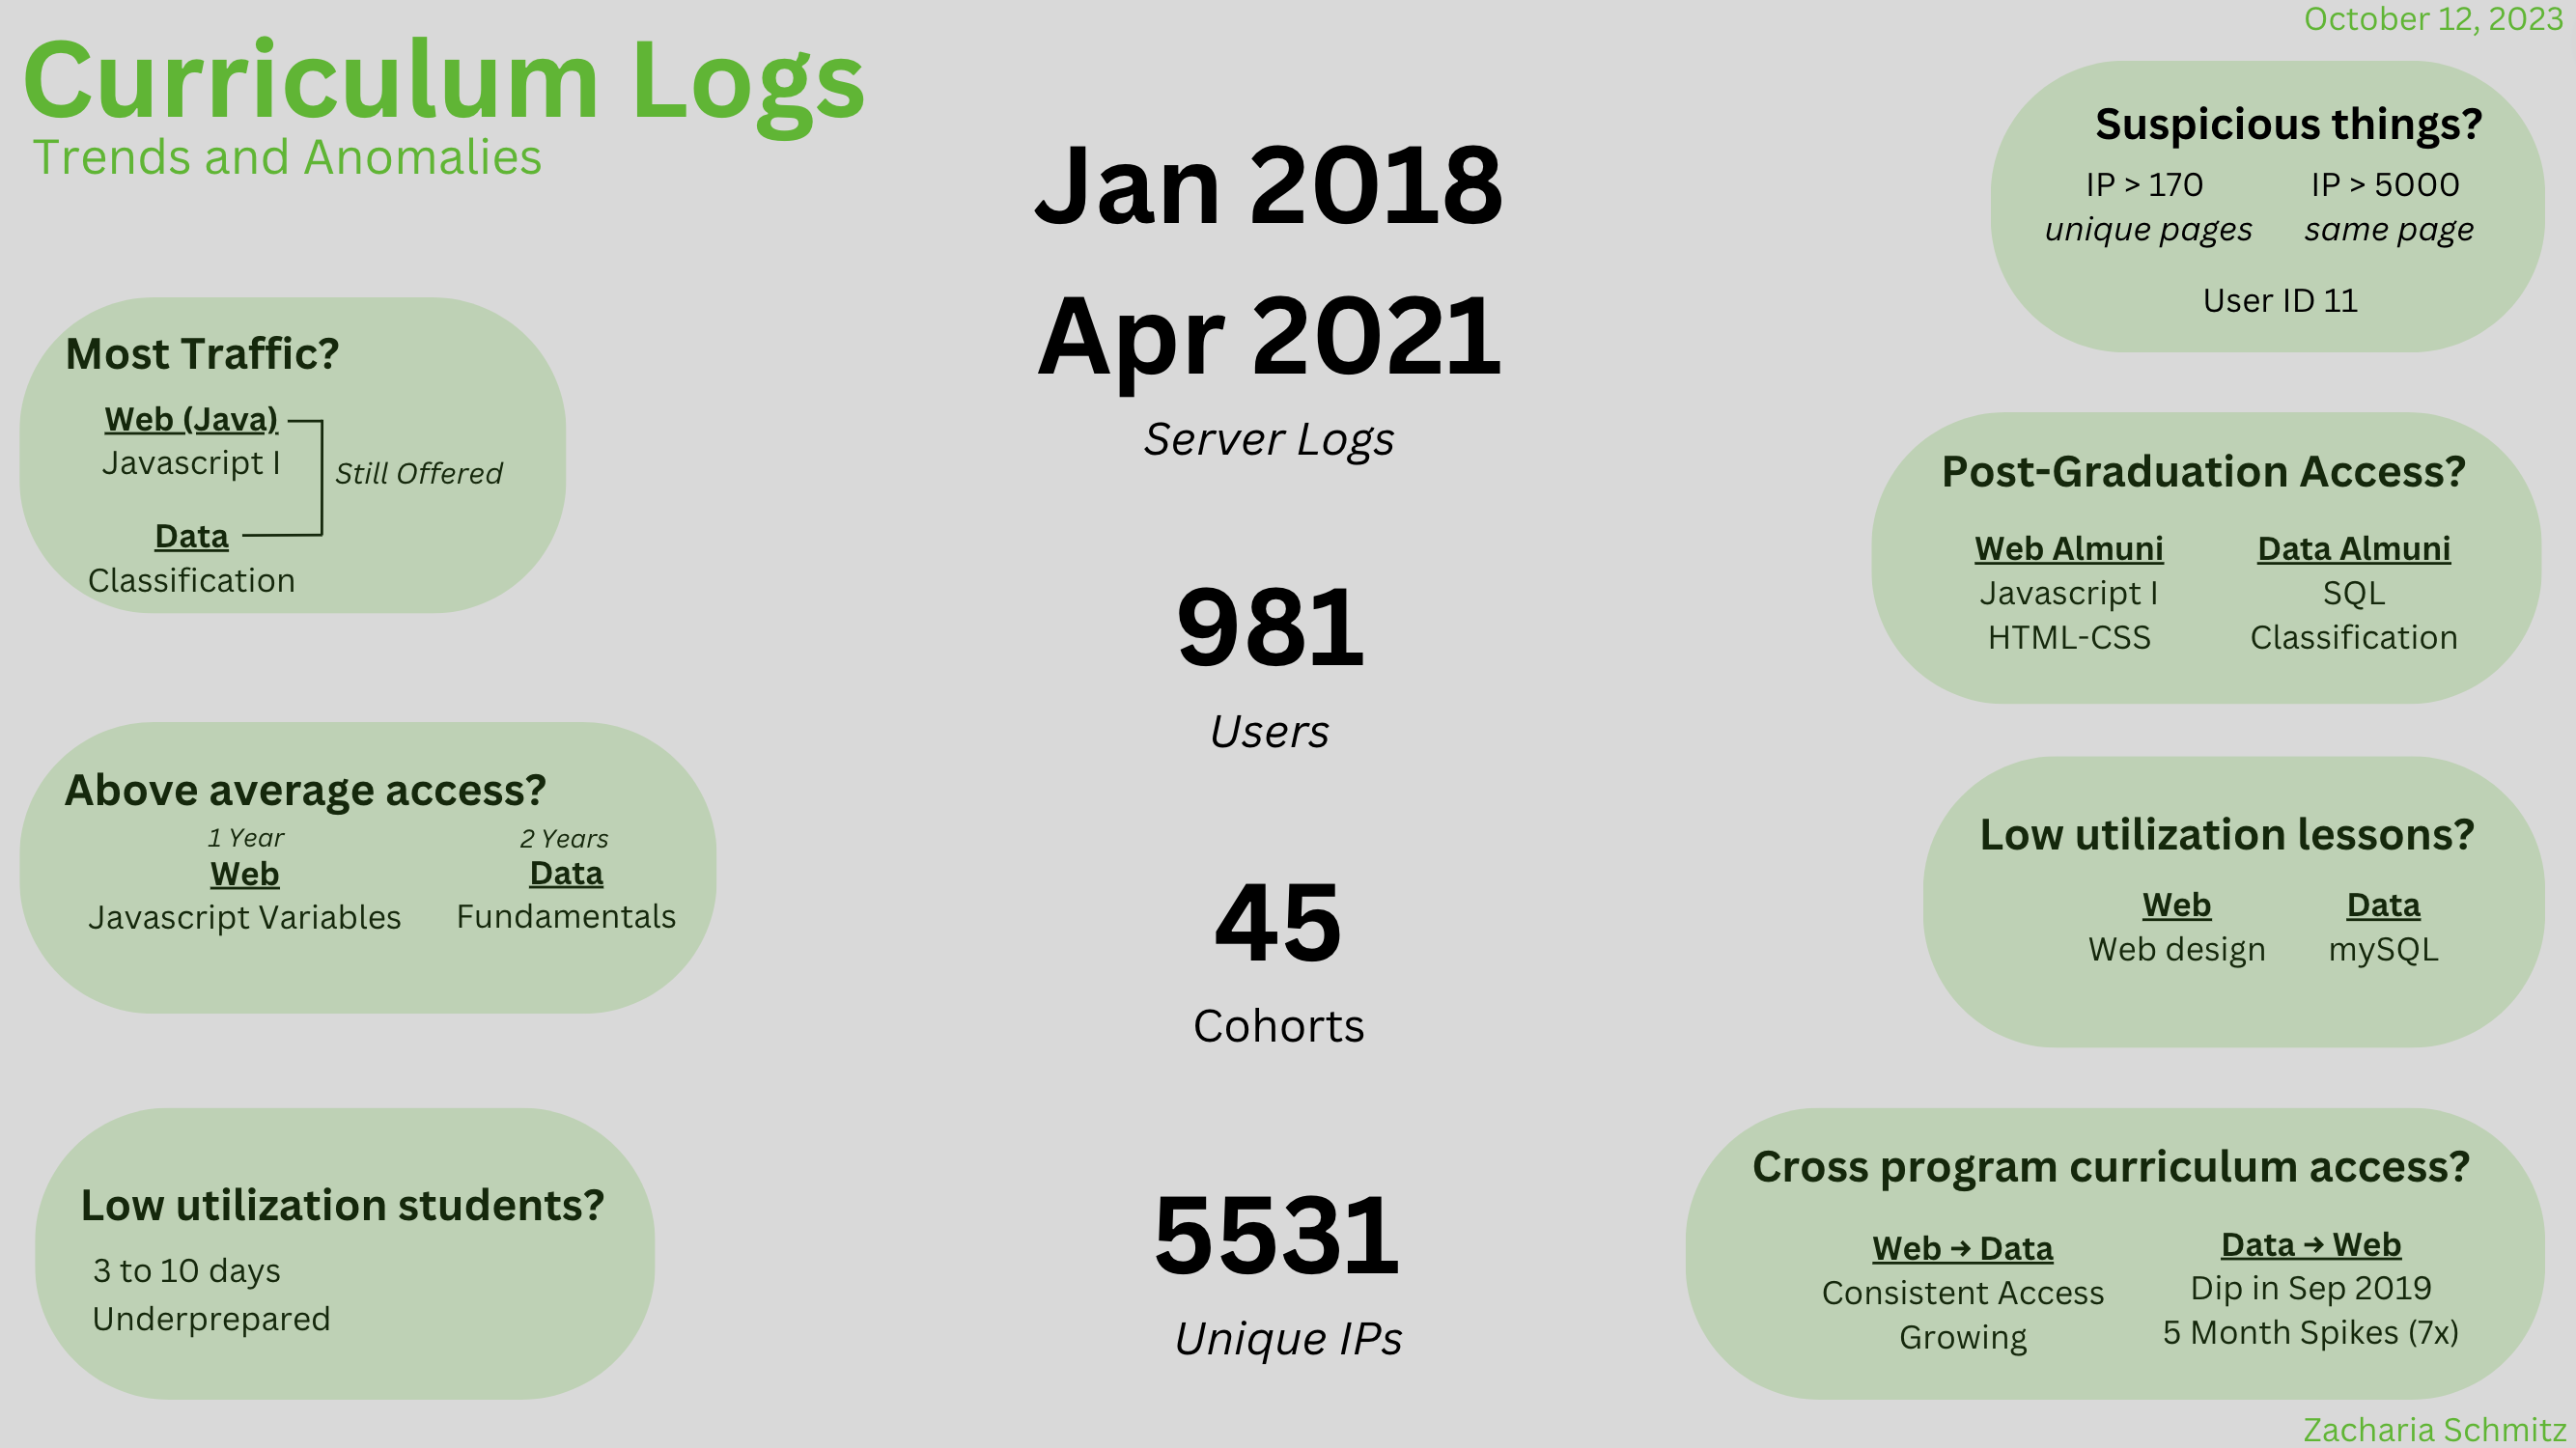 October 12, 2023
Curriculum Logs
Trends and Anomalies
Most Traffic?
Web (Java)
Javascript I
Still Offered
Data
Classification
Above average access?
1 Year
Web
Javascript Variables
2 Years
Data
Fundamentals
Low utilization students?
3 to 10 days
Underprepared
Jan 2018
Apr 2021
Server Logs
981
Users
45
Cohorts
5531
Unique IPs
Suspicious things?
IP > 170
unique pages
IP > 5000
same page
User ID 11
Post-Graduation Access?
Web Almuni
Javascript I
HTML-CSS
Data Almuni
SQL
Classification
Low utilization lessons?
Web
Web design
Data
mySQL
Cross program curriculum access?
Web → Data
Consistent Access
Growing
Data → Web
Dip in Sep 2019
5 Month Spikes (7x)
Zacharia Schmitz